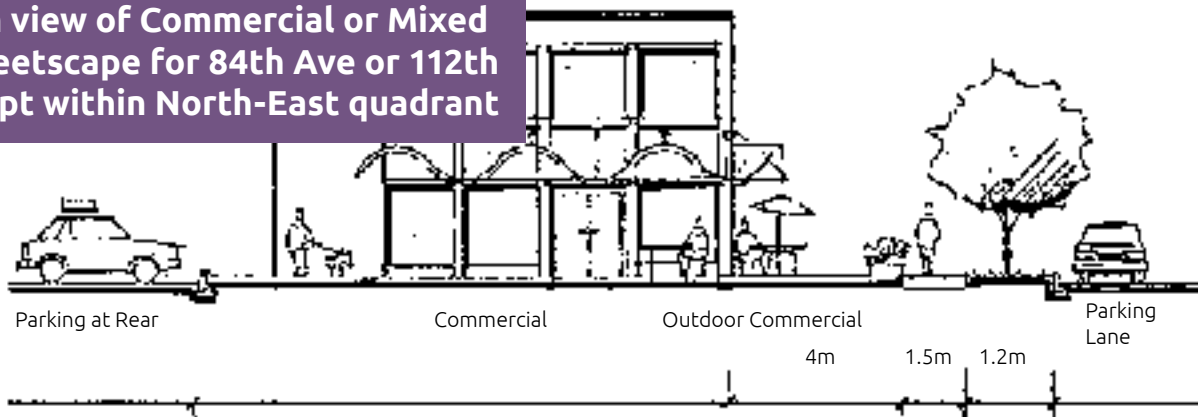 view of Commercial or Mixed
eetscape for 84th Ave or 112th
pt within North-East quadrant
Parking at Rear
Commercial
Outdoor Commercial
Parking
Lane
4m
1.5m
1.2m